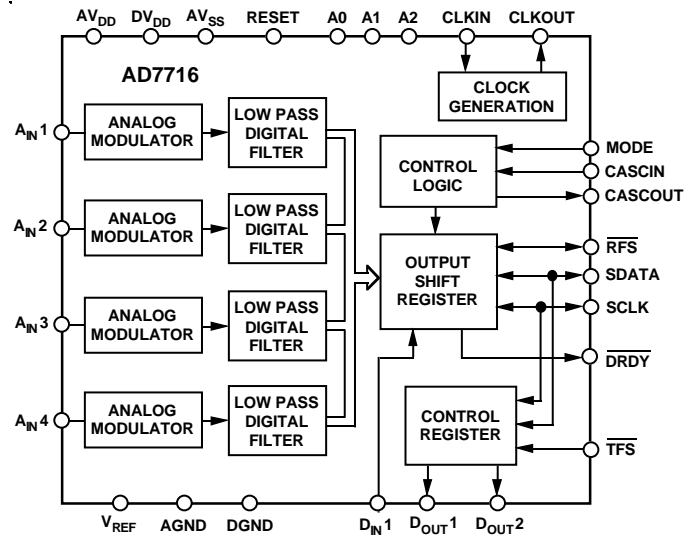 AVDD DVDD AVSS RESET A0 A1 A2 CLKIN CLKOUT
AD7716
CLOCK
GENERATION
AIN1
ANALOG
MODULATOR
LOW PASS
DIGITAL
FILTER
CONTROL
LOGIC
MODE
CASCIN
CASCOUT
AIN2
ANALOG
MODULATOR
LOW PASS
DIGITAL
FILTER
OUTPUT
SHIFT
REGISTER
RFS
SDATA
SCLK
AIN3
ANALOG
MODULATOR
LOW PASS
DIGITAL
FILTER
DRDY
AIN4
ANALOG
MODULATOR
LOW PASS
DIGITAL
FILTER
CONTROL
REGISTER
TFS
VREF AGND DGND DIN1 DOUT1 DOUT2